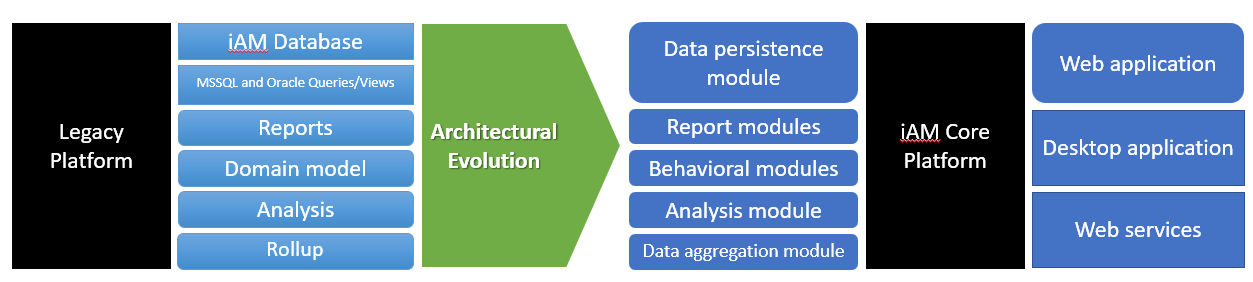 Legacy
Platform
iAM Database
MSSQL and Oracle Queries/Views
Reports
Domain model
Analysis
Rollup
Architectural
Evolution
Data persistence
module
Report modules
Behavioral modules
Analysis module
Data aggregation module
iAM Core
Platform
Web application
Desktop application
Web services